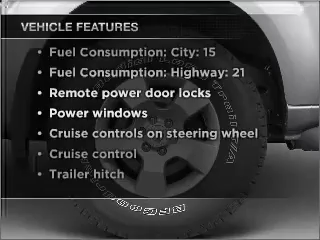 VEHICLE FEATURES
• Fuel Consumption: City: 15
• Fuel Consumption: Highway: 21
• Remote power door locks
• Power windows
• Cruise controls on steering wheel
• Cruise control
• Trailer hitch